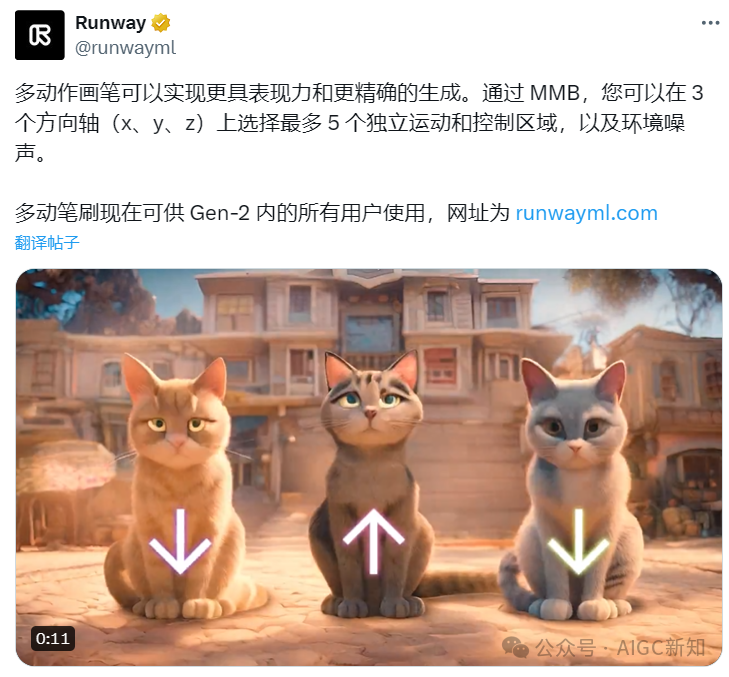 Runway
@runwayml
多动作画笔可以实现更具表现力和更精确的生成。通过 MMB，您可以在 3
个方向轴（x、y、z）上选择最多 5 个独立运动和控制区域，以及环境噪
声。
多动笔刷现在可供 Gen-2 内的所有用户使用，网址为 runwayml.com
翻译帖子
0:11
公众号 · AIGC新知